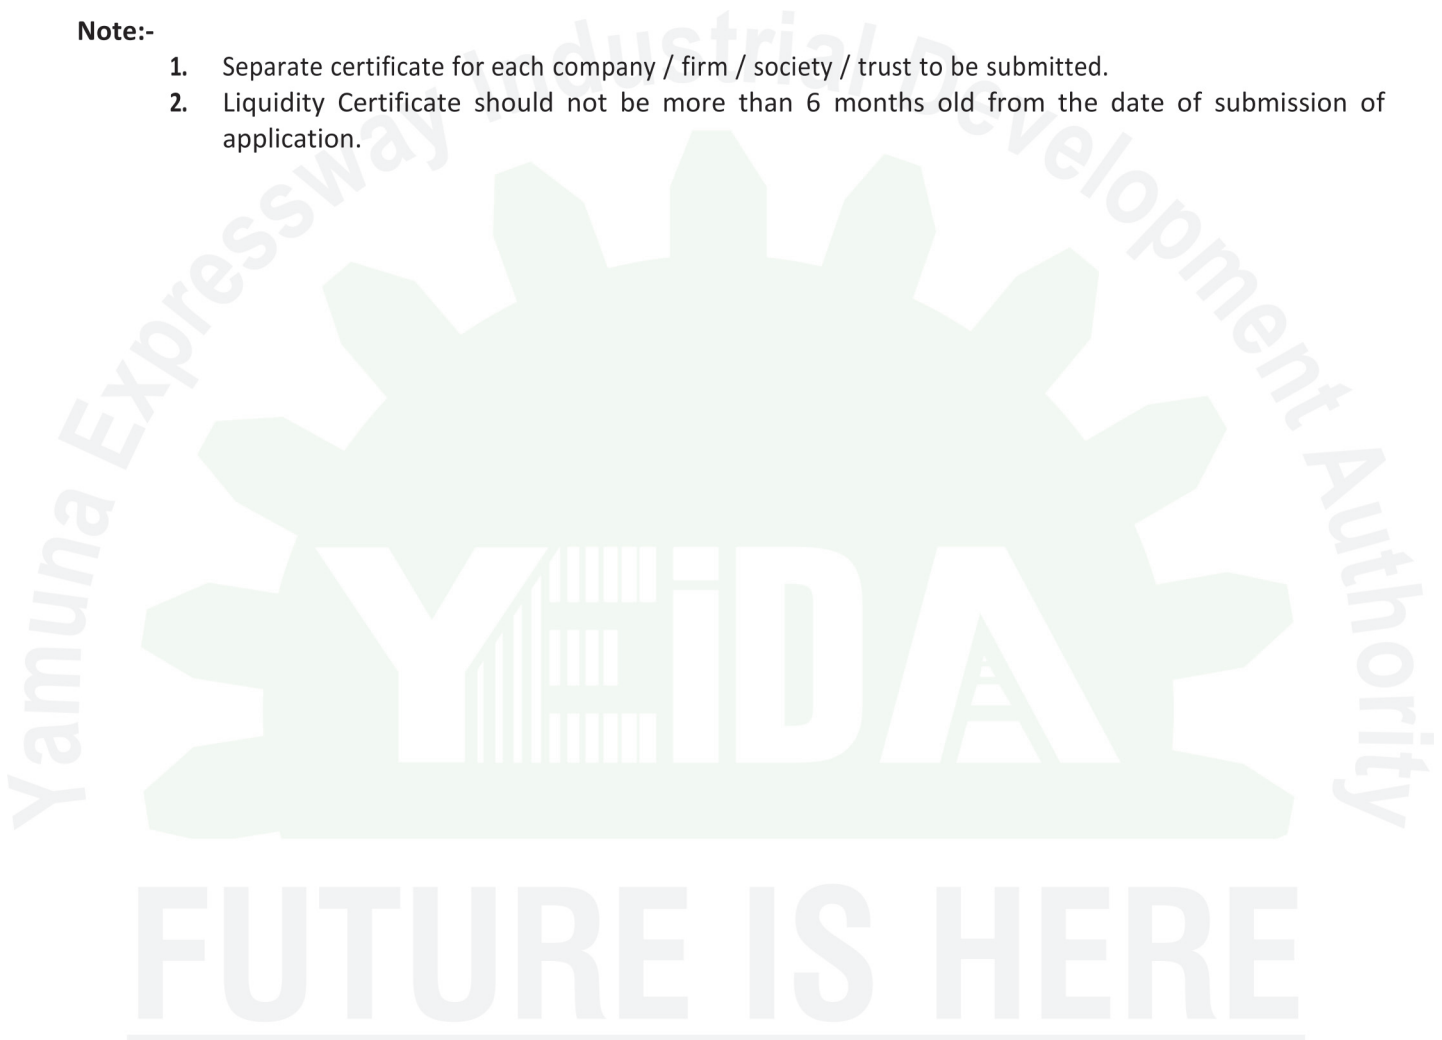 Note:-
1. Separate certificate for each company / firm / society / trust to be submitted.
2. Liquidity Certificate should not be more than 6 months old from the date of submission of
application.
Yamuna Expressway Industrial Development Authority
YEiDA
FUTURE IS HERE